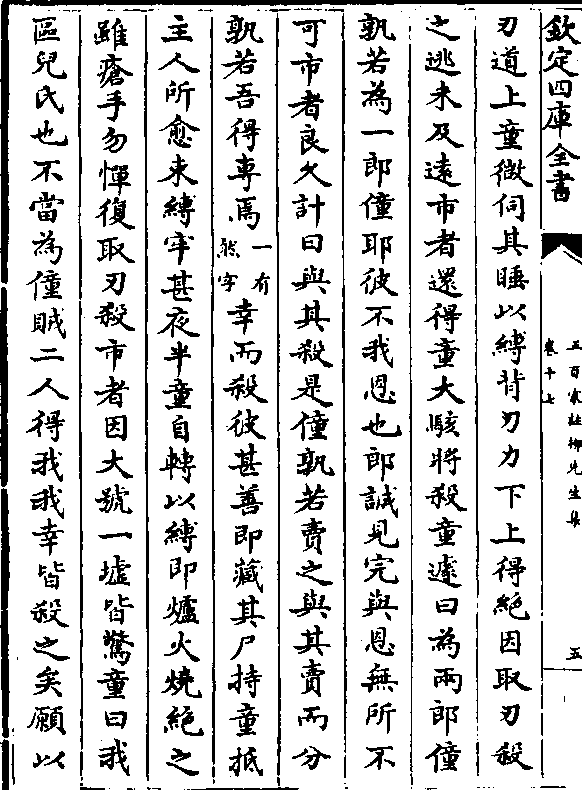 欽定四庫全書
五百家註柳先生集
卷十七
五
刃道上童微伺其睡以縛背刃力下上得絶因取刃殺
之逃未及遠市者還得童大駭將殺童遽曰為兩郎僮
孰若為一郎僮耶彼不我恩也郎誠見完與恩無所不
可市者良乆計曰與其殺是僮孰若賣之與其賣而分
孰若吾得專焉一有然字幸而殺彼甚善即藏其尸持童抵
主人所愈束縛牢甚夜半童自轉以縛即爐火燒絶之
雖瘡手勿憚復取刃殺市者因大號一墟皆驚童曰我
區兒氏也不當為僮賊二人得我我幸皆殺之矣願以